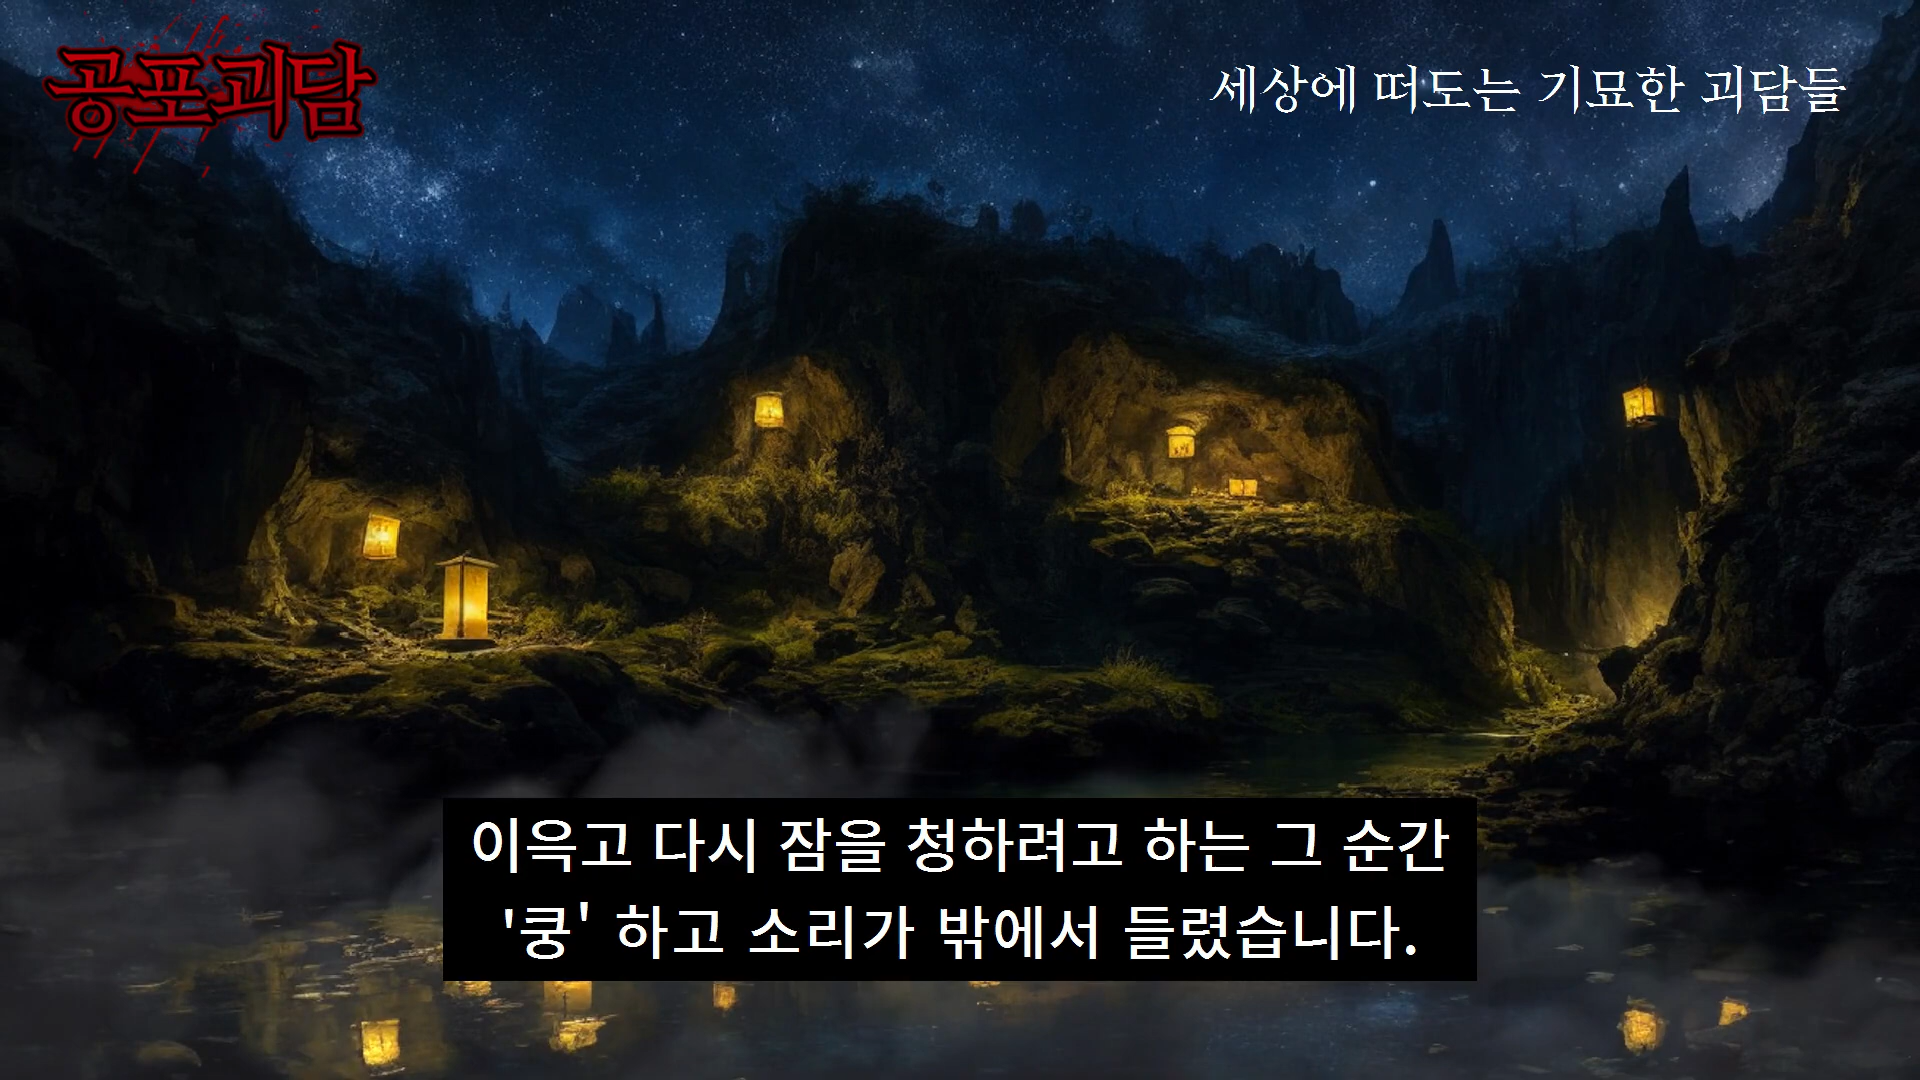 공포괴담
세상에 떠도는 기묘한 괴담들
이윽고 다시 잠을 청하려고 하는 그 순간
'쿵' 하고 소리가 밖에서 들렸습니다.